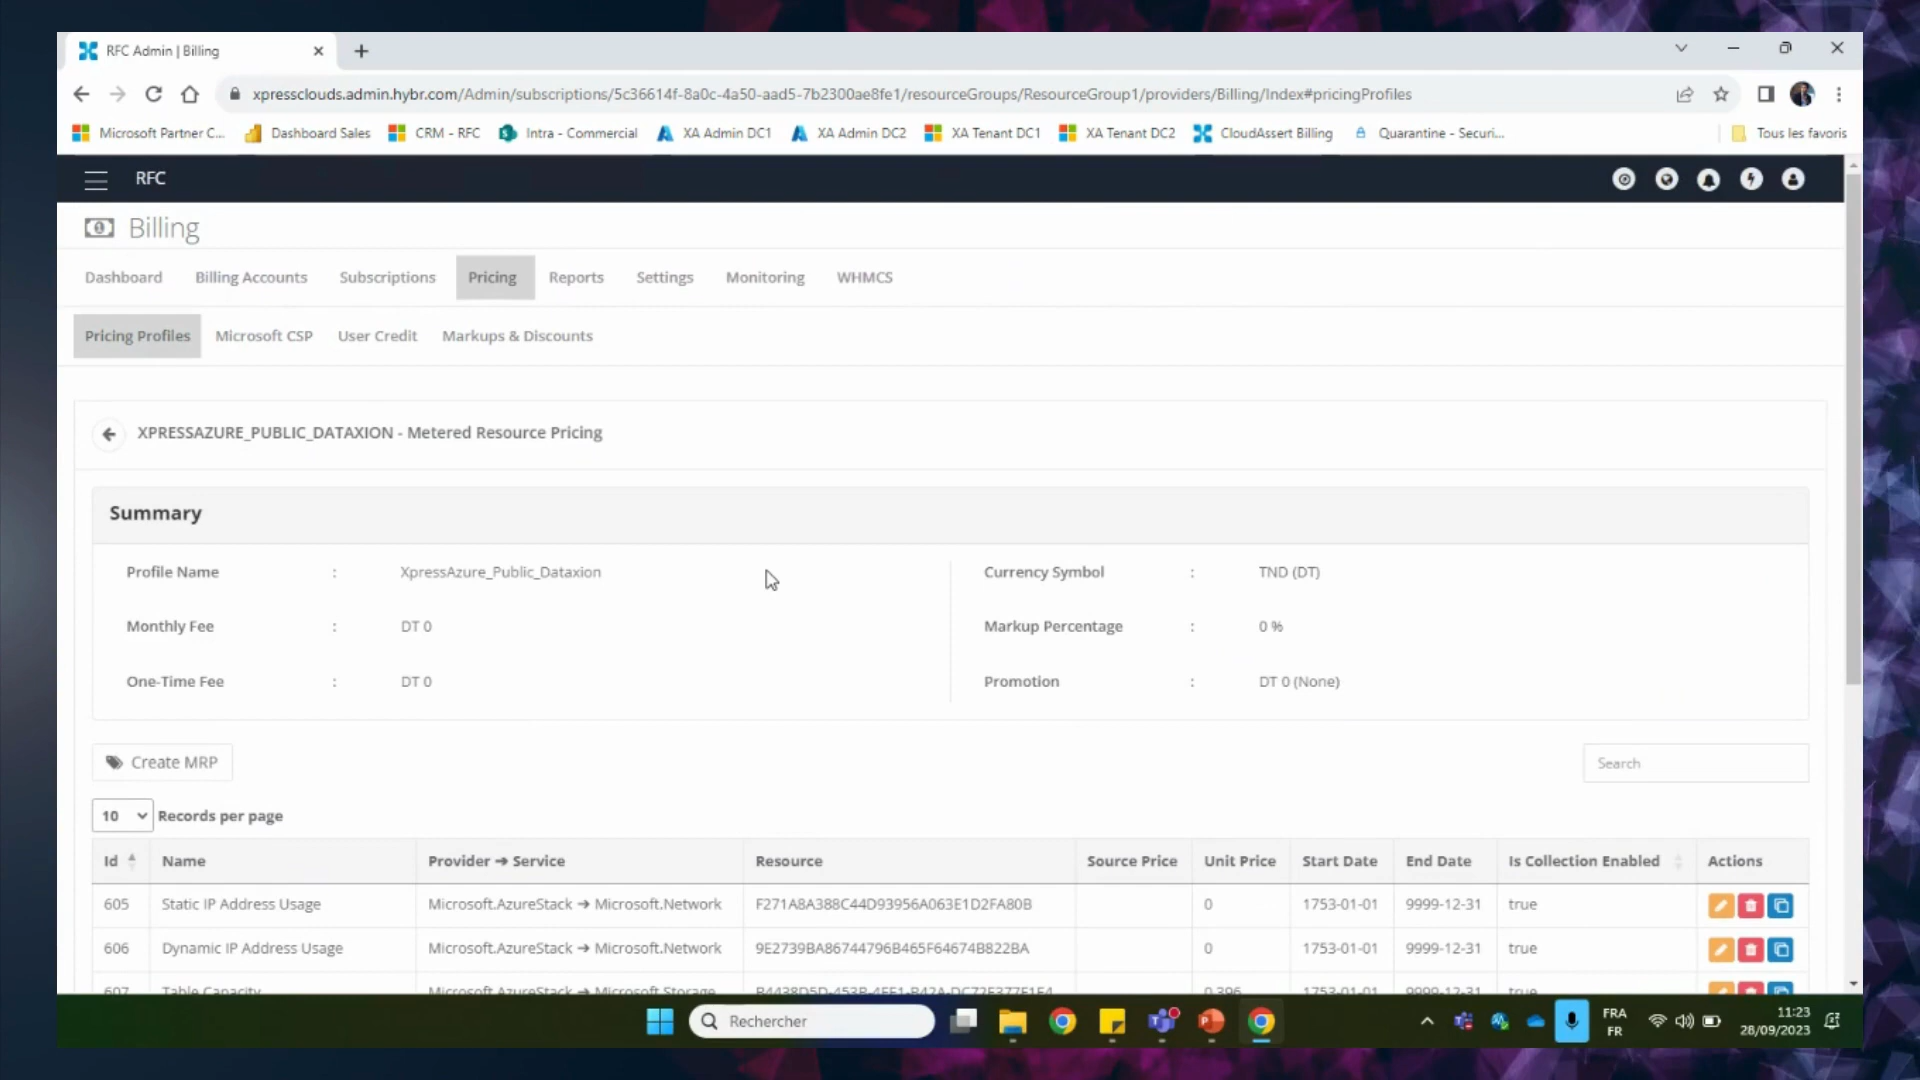 RFC Admin | Billing
xpressclouds.admin.hybr.com/Admin/subscriptions/5c36614f-8a0c-4a50-aad5-7b2300ae8fe1/resourceGroups/ResourceGroup1/providers/Billing/Index#pricingProfiles
Microsoft Partner C... Dashboard Sales CRM - RFC Intra - Commercial XA Admin DC1 XA Admin DC2 XA Tenant DC1 XA Tenant DC2 CloudAssert Billing Quarantine - Securi... Tous les favoris
RFC
Billing
Dashboard Billing Accounts Subscriptions Pricing Reports Settings Monitoring WHMCS
Pricing Profiles Microsoft CSP User Credit Markups & Discounts
XPRESSAZURE_PUBLIC_DATAXION - Metered Resource Pricing
Summary
Profile Name : XpressAzure_Public_Dataxion Currency Symbol : TND (DT)
Monthly Fee : DT 0 Markup Percentage : 0 %
One-Time Fee : DT 0 Promotion : DT 0 (None)
Create MRP Search
10 Records per page
Id Name Provider ➔ Service Resource Source Price Unit Price Start Date End Date Is Collection Enabled Actions
605 Static IP Address Usage Microsoft.AzureStack ➔ Microsoft.Network F271A8A388C44D93956A063E1D2FA80B 0 1753-01-01 9999-12-31 true
606 Dynamic IP Address Usage Microsoft.AzureStack ➔ Microsoft.Network 9E2739BA86744796B465F64674B822BA 0 1753-01-01 9999-12-31 true
607 Table Capacity Microsoft.AzureStack ➔ Microsoft.Storage 0.396 1753-01-01 9999-12-31 true
Rechercher FRA 11:23
FR 28/09/2023